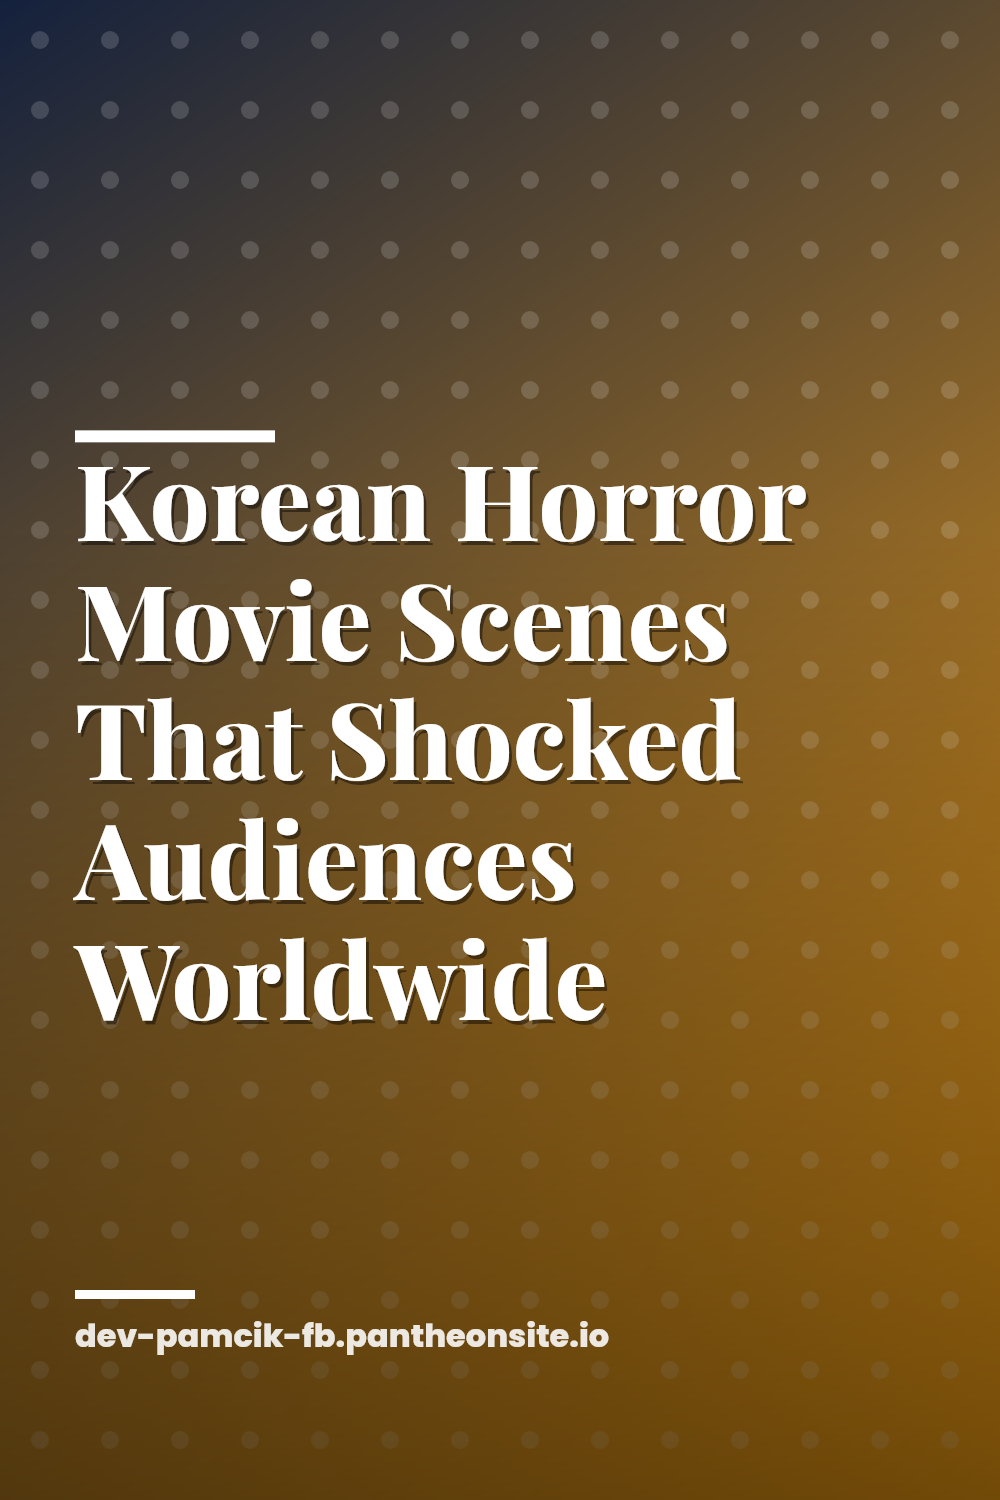 Korean Horror
Movie Scenes
That Shocked
Audiences
Worldwide
dev-pamcik-fb.pantheonsite.io